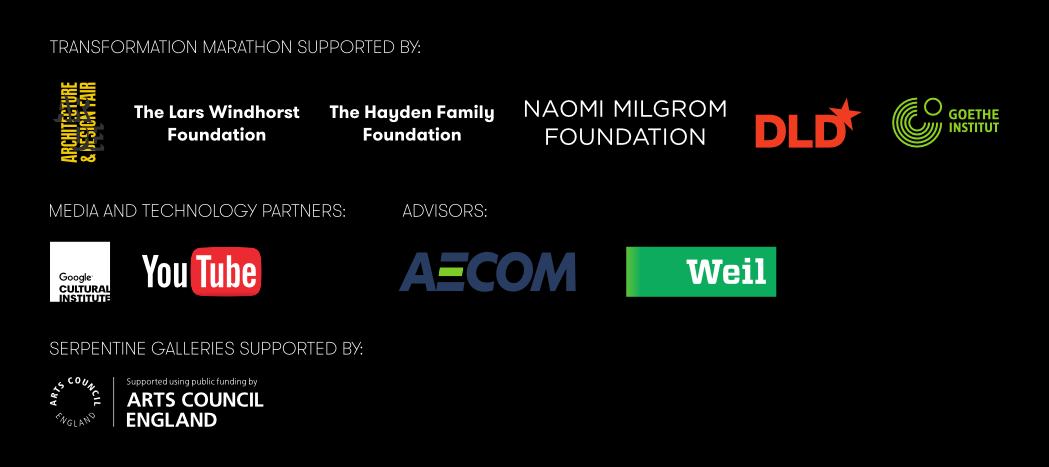 TRANSFORMATION MARATHON SUPPORTED BY:
ARCHITECTURE
& DESIGN FAIR
The Lars Windhorst
Foundation
The Hayden Family
Foundation
NAOMI MILGROM
FOUNDATION
DLD
GOETHE
INSTITUT
MEDIA AND TECHNOLOGY PARTNERS:
ADVISORS:
Google
CULTURAL
INSTITUTE
YouTube
AECOM
Weil
SERPENTINE GALLERIES SUPPORTED BY:
ARTS COUNCIL
ENGLAND
Supported using public funding by
ARTS COUNCIL
ENGLAND